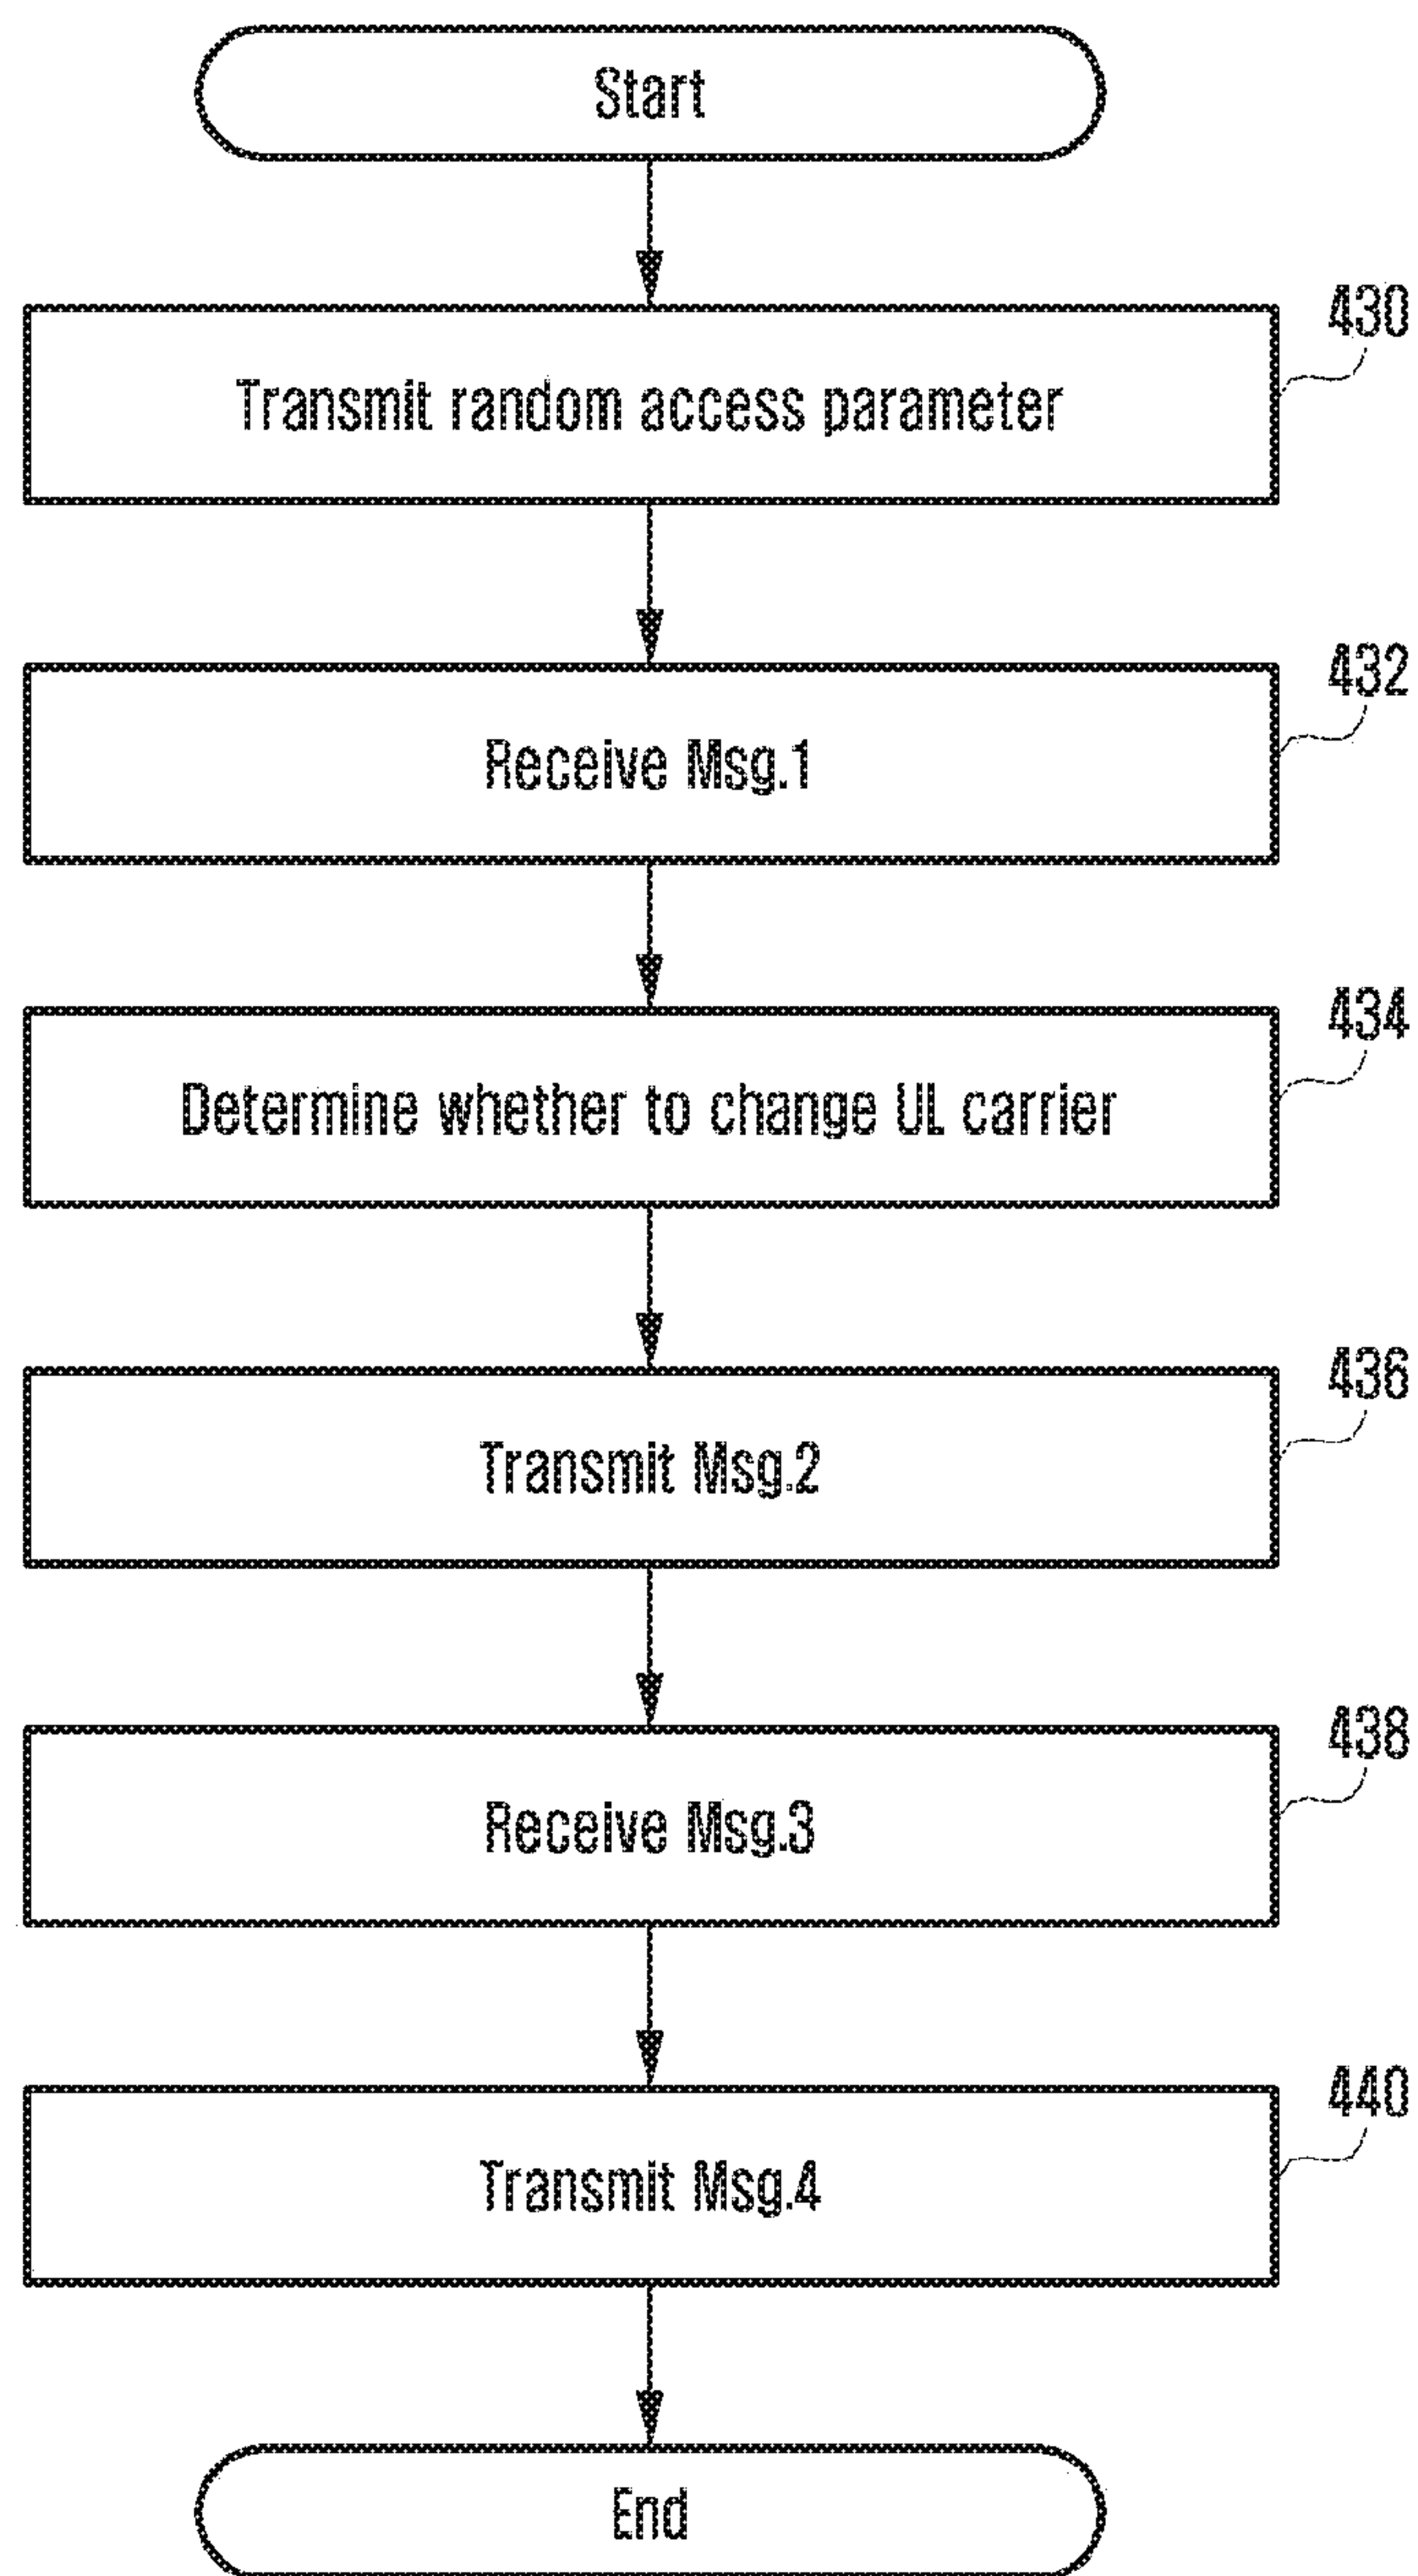 Start
430
Transmit random access parameter
432
Receive Msg.1
434
Determine whether to change UL carrier
436
Transmit Msg.2
438
Receive Msg.3
440
Transmit Msg.4
End